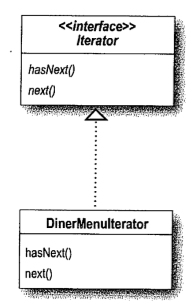 <<interface>>
Iterator
hasNext()
next()
DinerMenuIterator
hasNext()
next()